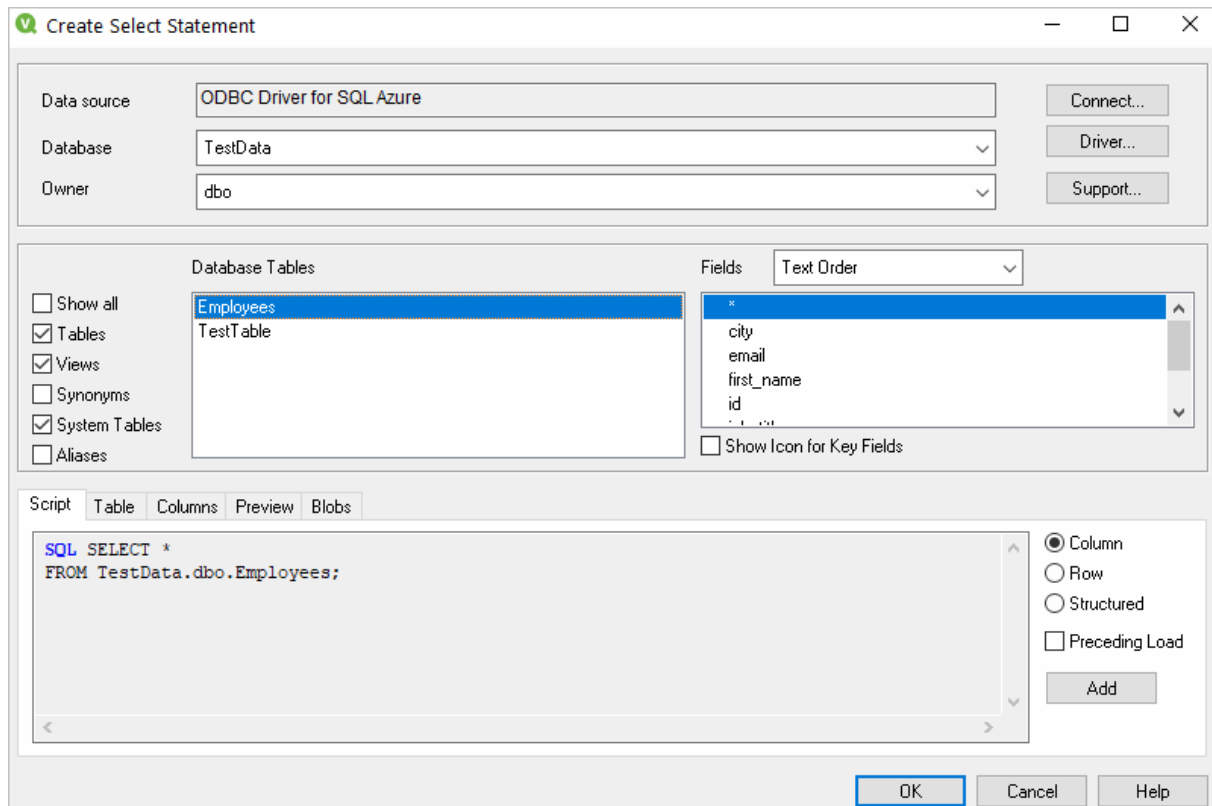 Create Select Statement
Data source
ODBC Driver for SQL Azure
Connect...
Database
TestData
Driver...
Owner
dbo
Support...
Database Tables
Fields
Text Order
Show all
Tables
Views
Synonyms
System Tables
Aliases
Employees
TestTable
*
city
email
first_name
id
Show Icon for Key Fields
Script
Table
Columns
Preview
Blobs
SQL SELECT *
FROM TestData.dbo.Employees;
Column
Row
Structured
Preceding Load
Add
OK
Cancel
Help